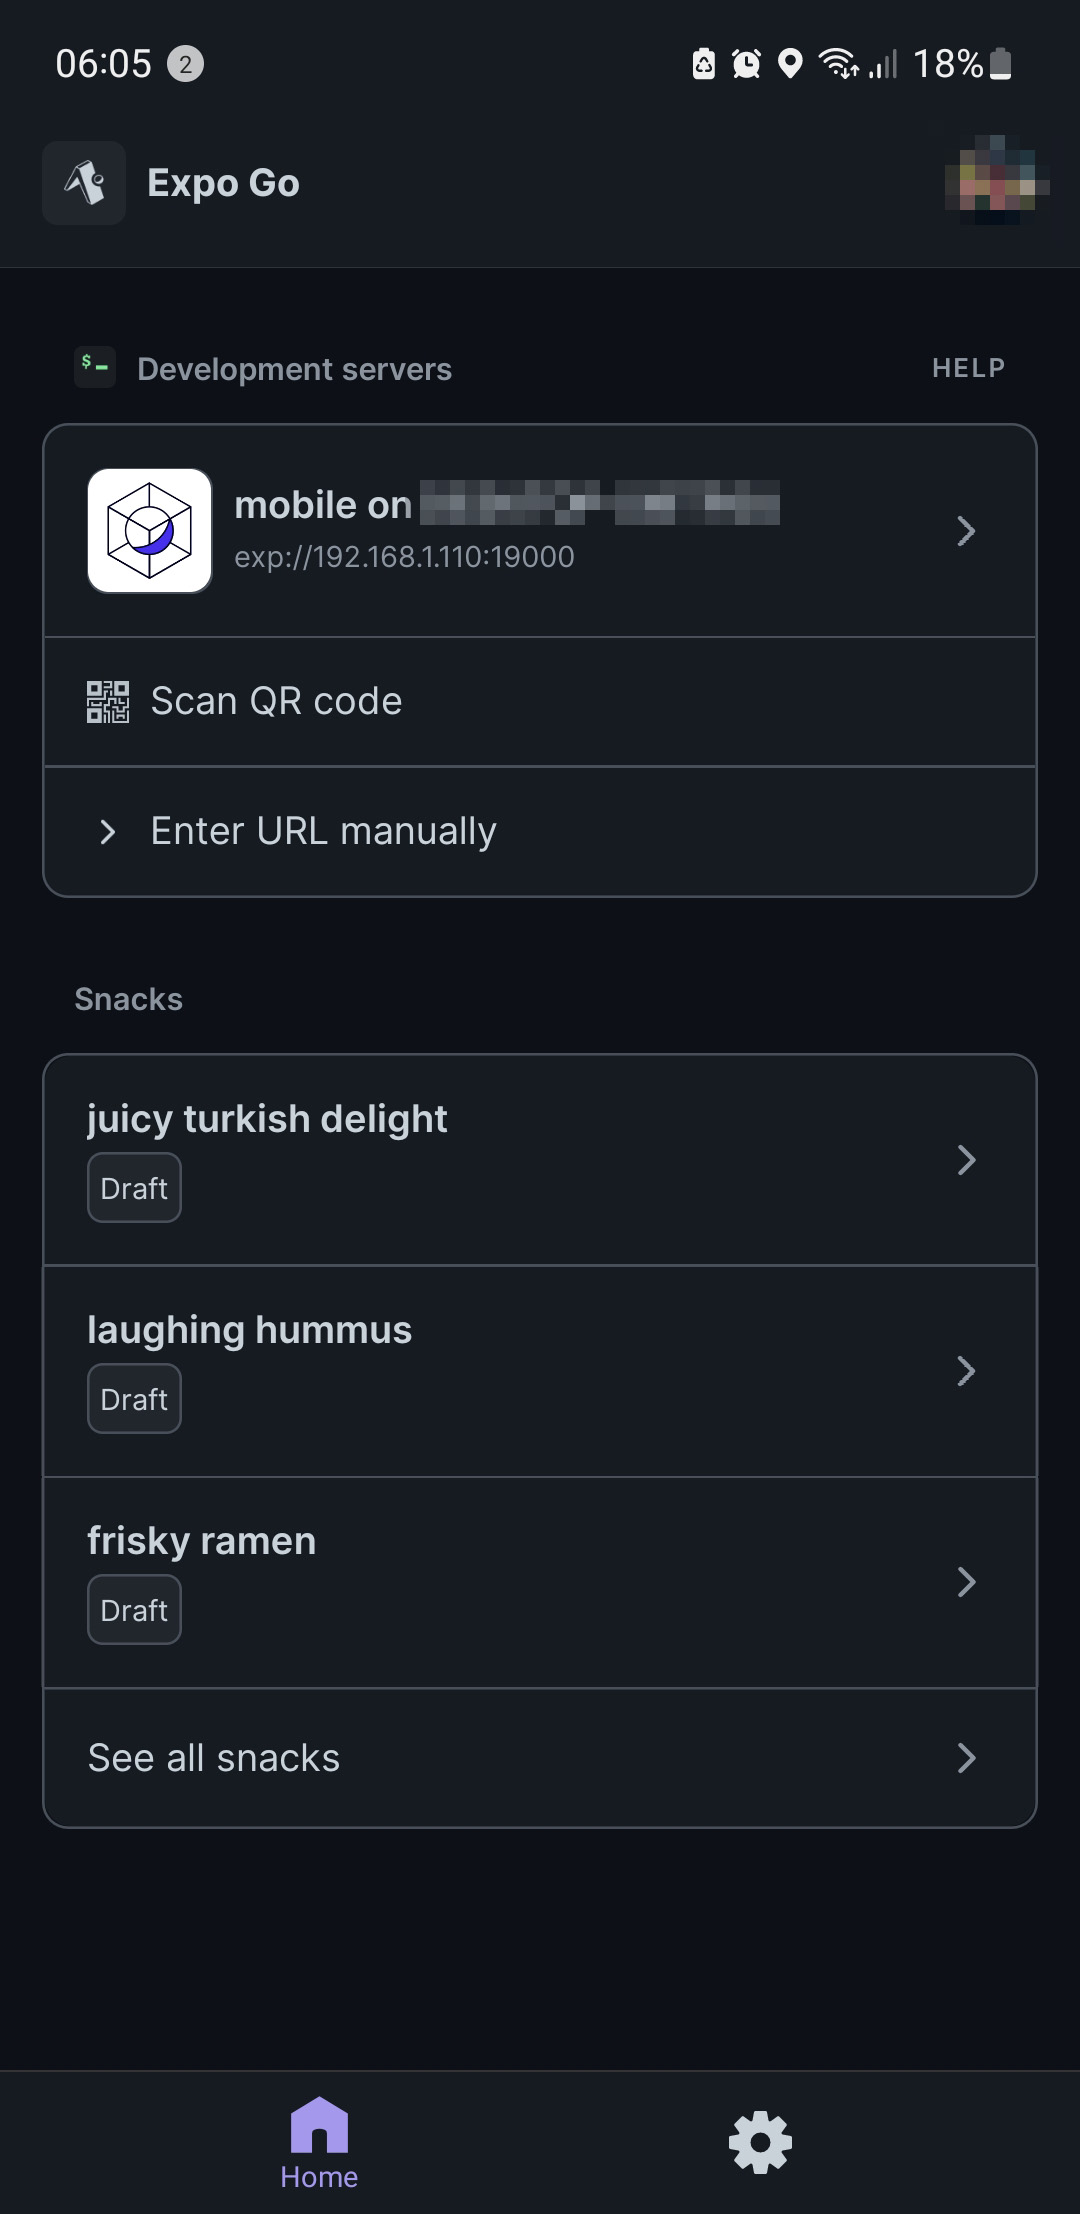 06:05 2 18%
Expo Go
$ Development servers HELP
mobile on
exp://192.168.1.110:19000
Scan QR code
Enter URL manually
Snacks
juicy turkish delight
Draft
laughing hummus
Draft
frisky ramen
Draft
See all snacks
Home